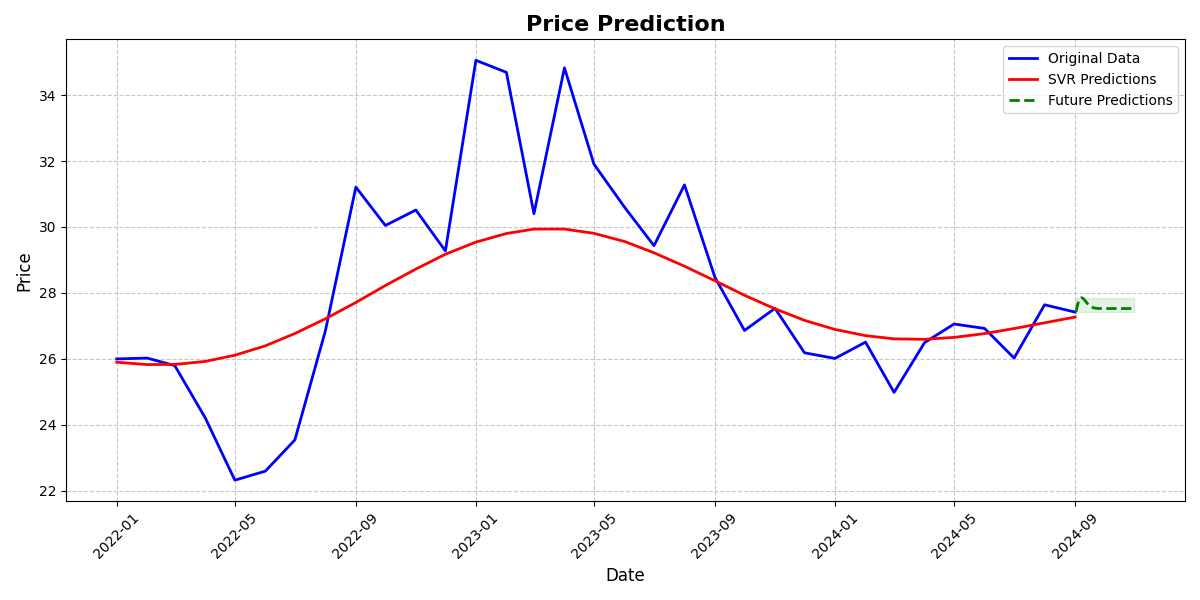 Price Prediction
Original Data
SVR Predictions
Future Predictions
Price
34
32
30
28
26
24
22
2022-01
2022-05
2022-09
2023-01
2023-05
2023-09
2024-01
2024-05
2024-09
Date